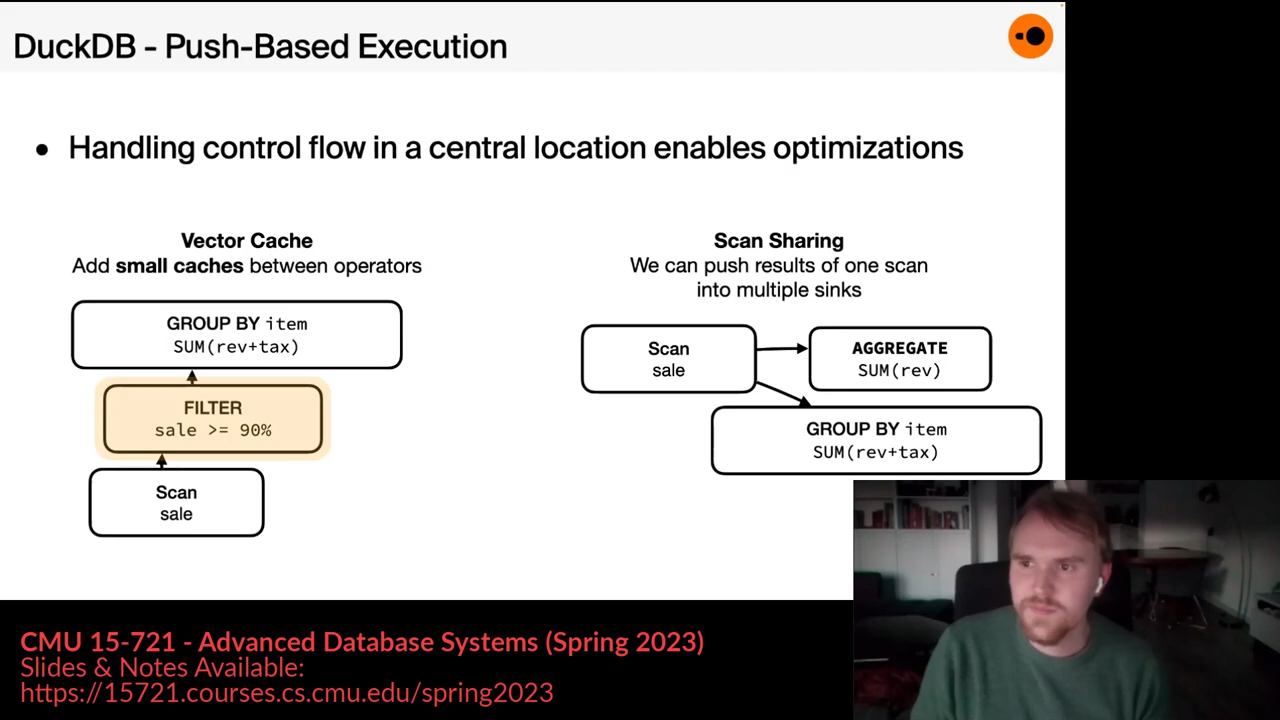 DuckDB - Push-Based Execution
• Handling control flow in a central location enables optimizations
Vector Cache
Add small caches between operators
GROUP BY item
SUM(rev+tax)
FILTER
sale >= 90%
Scan
sale
Scan Sharing
We can push results of one scan
into multiple sinks
Scan
sale
AGGREGATE
SUM(rev)
GROUP BY item
SUM(rev+tax)
CMU 15-721 - Advanced Database Systems (Spring 2023)
Slides & Notes Available:
https://15721.courses.cs.cmu.edu/spring2023